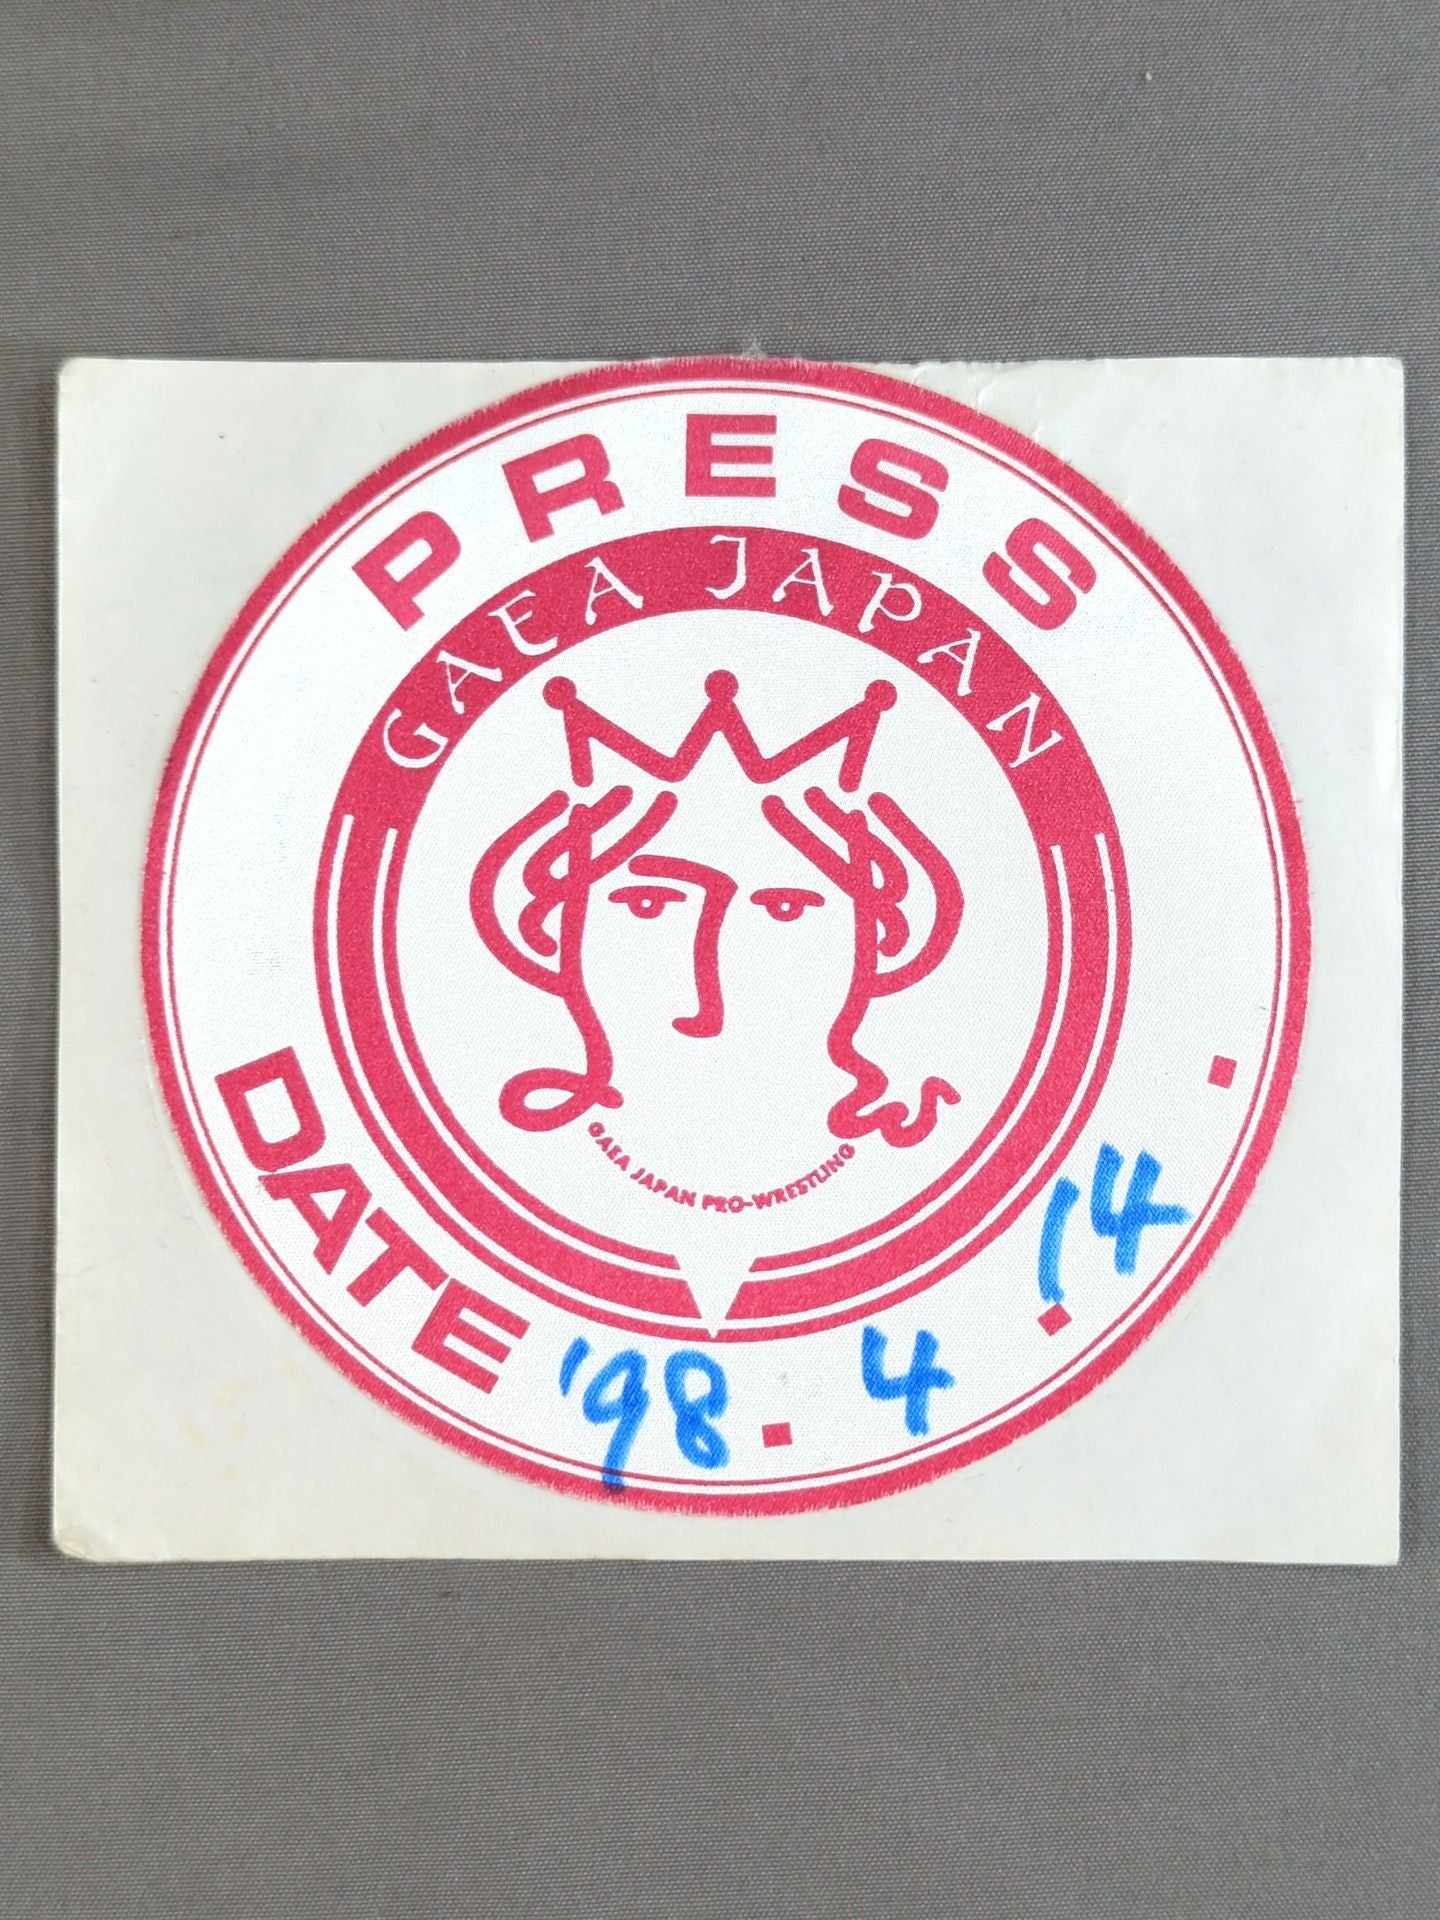 PRESS
GAEA JAPAN
GAEA JAPAN PRO-WRESTLING
DATE '98. 4. 14.